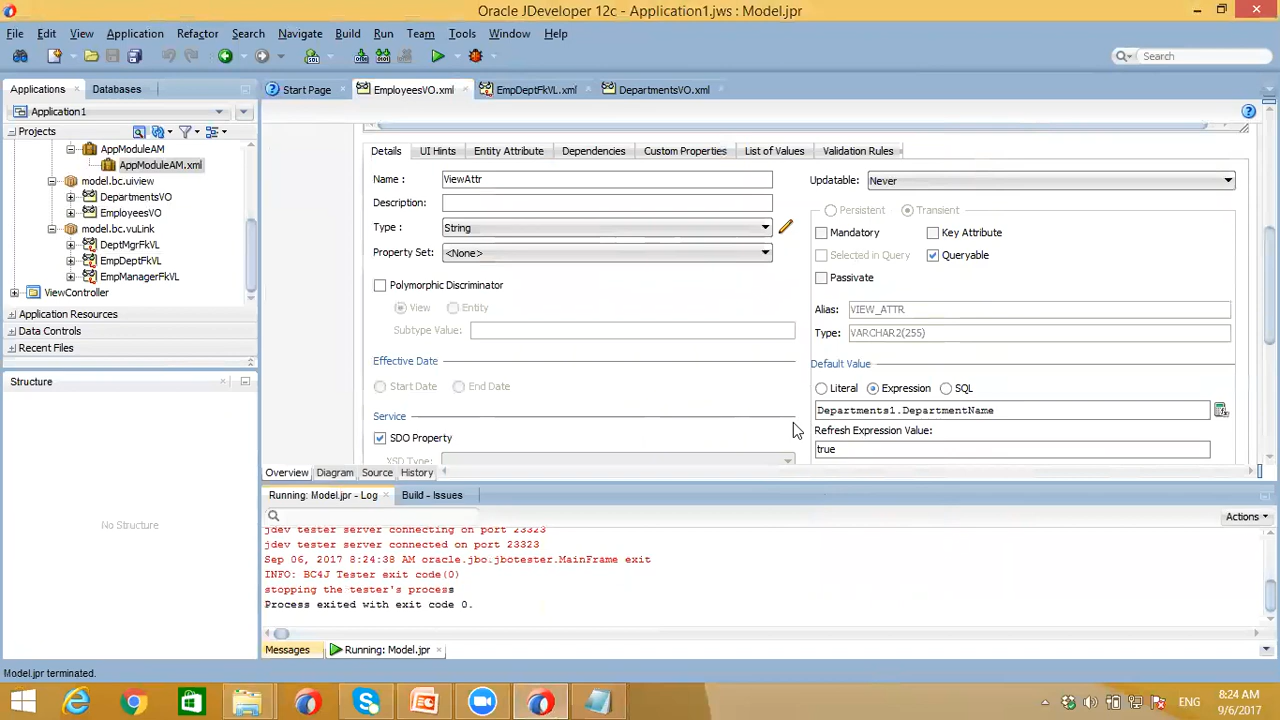 Oracle JDeveloper 12c - Application1.jws : Model.jpr
File Edit View Application Refactor Search Navigate Build Run Team Tools Window Help
Search
Applications
Databases
Start Page
EmployeesVO.xml
EmpDeptFkVL.xml
DepartmentsVO.xml
Application1
Projects
AppModuleAM
AppModuleAM.xml
model.bc.uiview
DepartmentsVO
EmployeesVO
model.bc.vuLink
DeptMgrFkVL
EmpDeptFkVL
EmpManagerFkVL
ViewController
Application Resources
Data Controls
Recent Files
Structure
No Structure
Details UI Hints Entity Attribute Dependencies Custom Properties List of Values Validation Rules
Name : ViewAttr
Description:
Type : String
Property Set: <None>
Polymorphic Discriminator
View Entity
Subtype Value:
Effective Date
Start Date End Date
Service
SDO Property
XSD Type:
Updatable: Never
Persistent Transient
Mandatory Key Attribute
Selected in Query Queryable
Passivate
Alias: VIEW_ATTR
Type: VARCHAR2(255)
Default Value
Literal Expression SQL
Departments1.DepartmentName
Refresh Expression Value:
true
Overview Diagram Source History
Running: Model.jpr - Log
Build - Issues
Actions
jdev tester server connecting on port 23323
jdev tester server connected on port 23323
Sep 06, 2017 8:24:38 AM oracle.jbo.jbotester.MainFrame exit
INFO: BC4J Tester exit code(0)
stopping the tester's process
Process exited with exit code 0.
Messages
Running: Model.jpr
Model.jpr terminated.
ENG
8:24 AM
9/6/2017